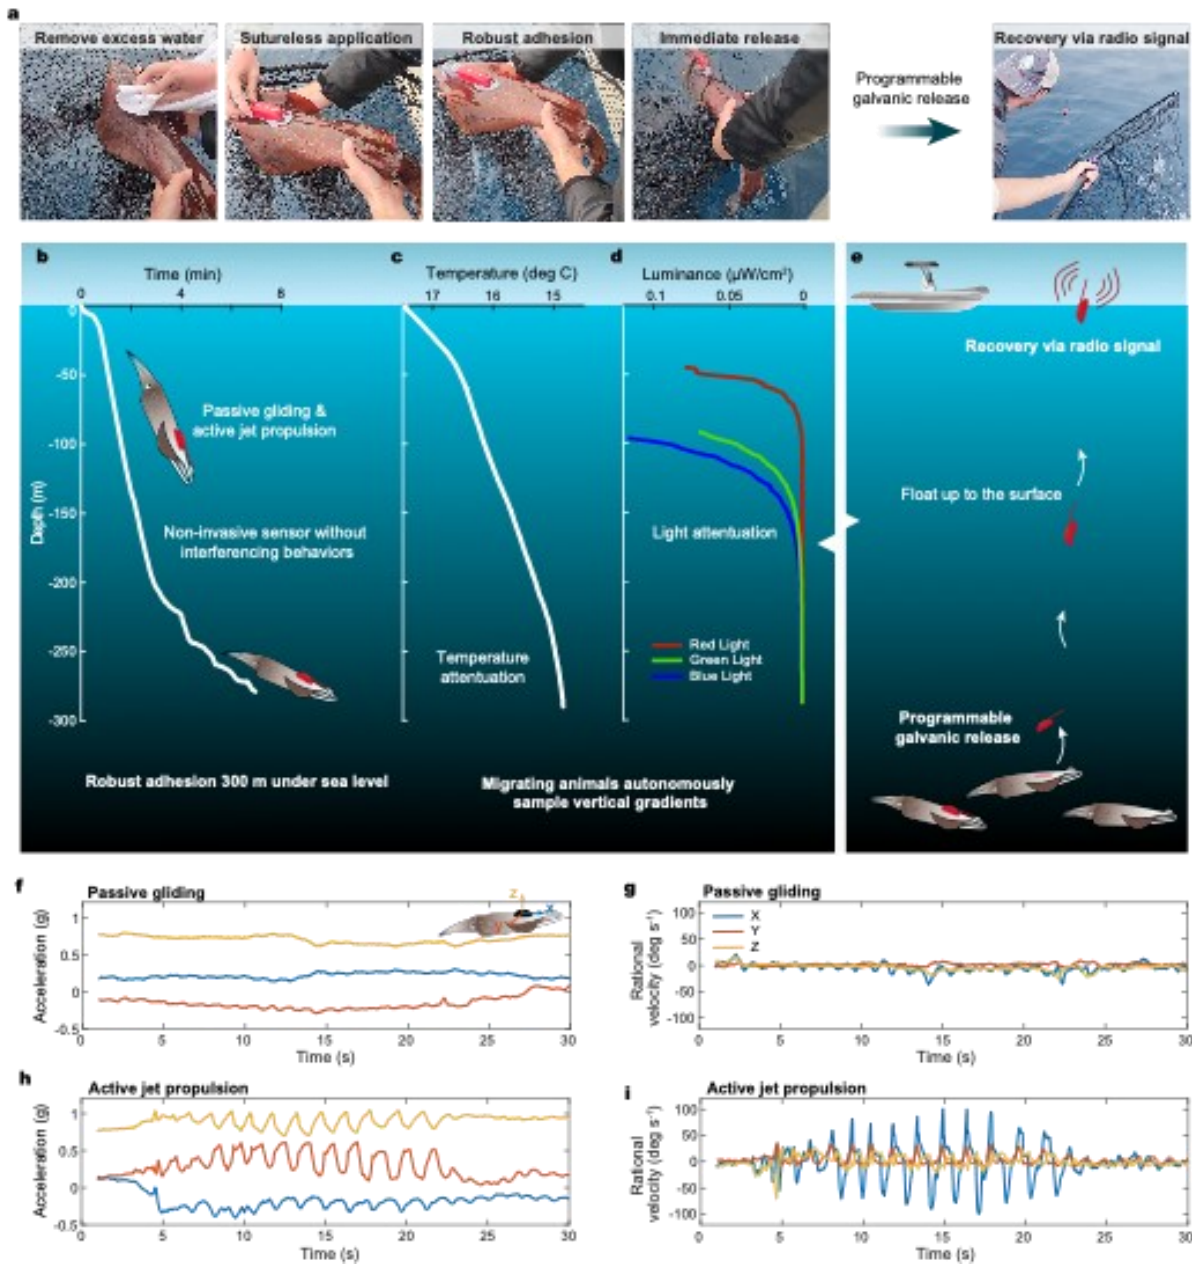 a
Remove excess water
Sutureless application
Robust adhesion
Immediate release
Programmable
galvanic release
Recovery via radio signal
b
Time (min)
0 4 8
0
-50
-100
-150
-200
-250
-300
Depth (m)
Passive gliding &
active jet propulsion
Non-invasive sensor without
interferencing behaviors
Robust adhesion 300 m under sea level
c
Temperature (deg C)
17 16 15
Temperature
attentuation
d
Luminance (µW/cm²)
0.1 0.05 0
Light attentuation
Red Light
Green Light
Blue Light
Migrating animals autonomously
sample vertical gradients
e
Recovery via radio signal
Float up to the surface
Programmable
galvanic release
f
Passive gliding
Z
X
Y
Acceleration (g)
1
0.5
0
-0.5
0 5 10 15 20 25 30
Time (s)
g
Passive gliding
X
Y
Z
Rational
velocity (deg s⁻¹)
100
50
0
-50
-100
0 5 10 15 20 25 30
Time (s)
h
Active jet propulsion
Acceleration (g)
1
0.5
0
-0.5
0 5 10 15 20 25 30
Time (s)
i
Active jet propulsion
Rational
velocity (deg s⁻¹)
100
50
0
-50
-100
0 5 10 15 20 25 30
Time (s)